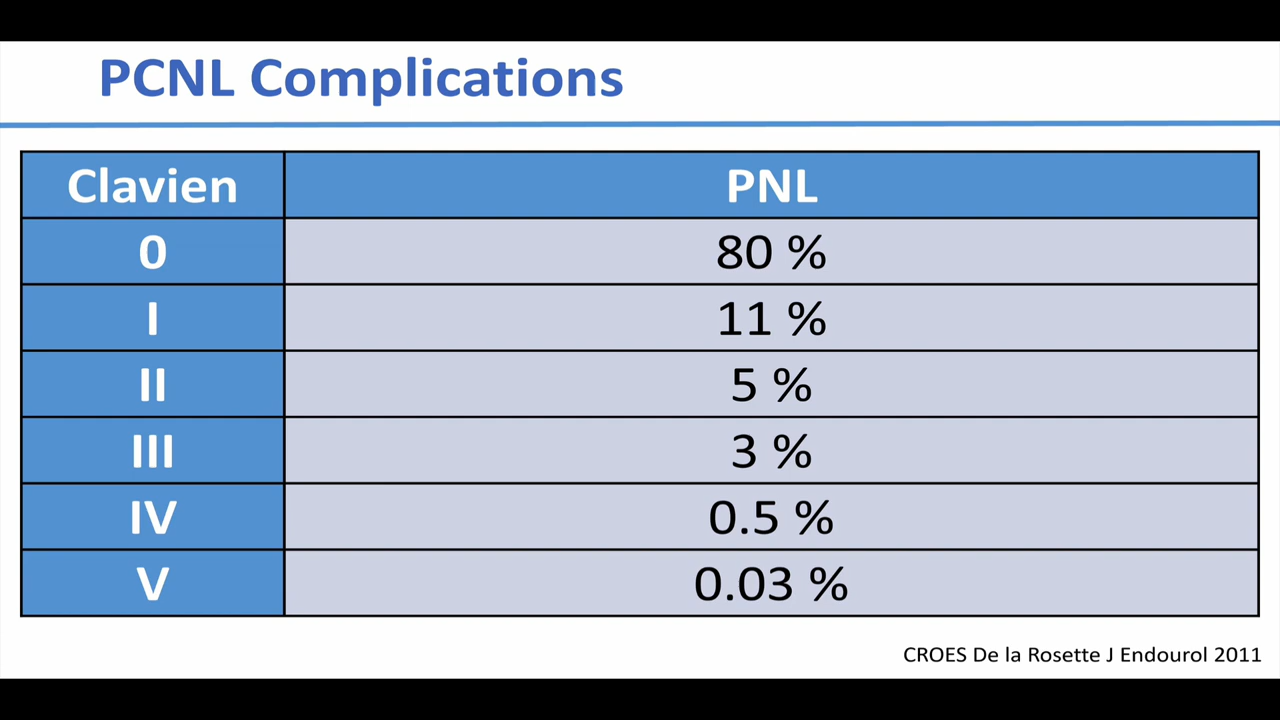 PCNL Complications
Clavien PNL
0 80 %
I 11 %
II 5 %
III 3 %
IV 0.5 %
V 0.03 %
CROES De la Rosette J Endourol 2011